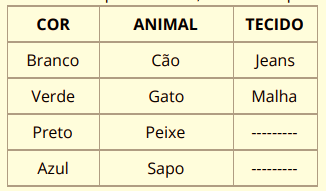 COR ANIMAL TECIDO
Branco Cão Jeans
Verde Gato Malha
Preto Peixe ---------
Azul Sapo ---------